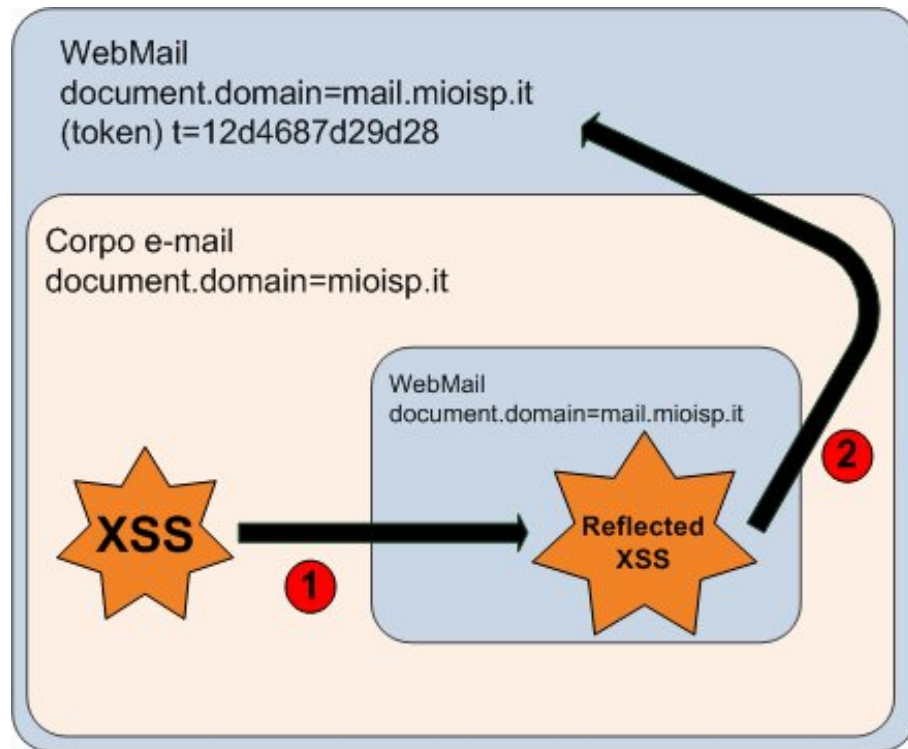 WebMail
document.domain=mail.mioisp.it
(token) t=12d4687d29d28
Corpo e-mail
document.domain=mioisp.it
WebMail
document.domain=mail.mioisp.it
XSS
1
Reflected
XSS
2